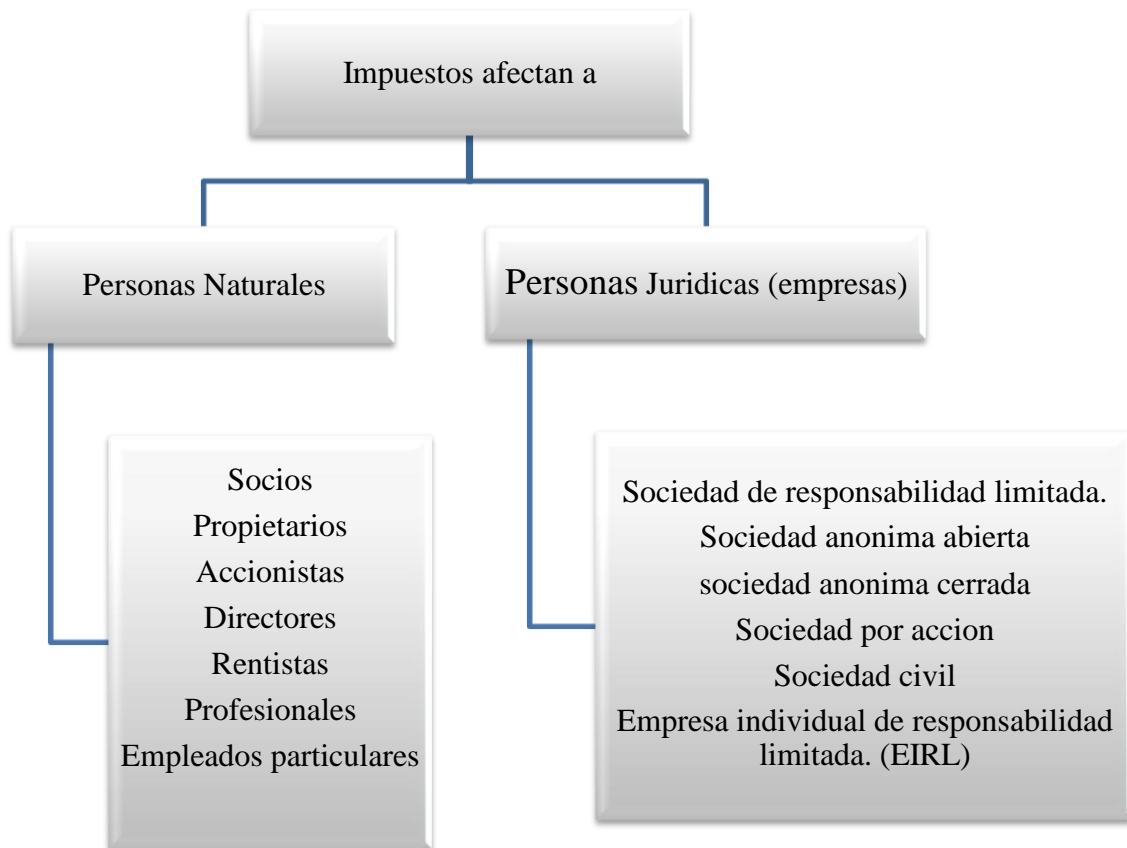 Impuestos afectan a
Personas Naturales
Personas Juridicas (empresas)
Socios
Propietarios
Accionistas
Directores
Rentistas
Profesionales
Empleados particulares
Sociedad de responsabilidad limitada.
Sociedad anonima abierta
sociedad anonima cerrada
Sociedad por accion
Sociedad civil
Empresa individual de responsabilidad
limitada. (EIRL)